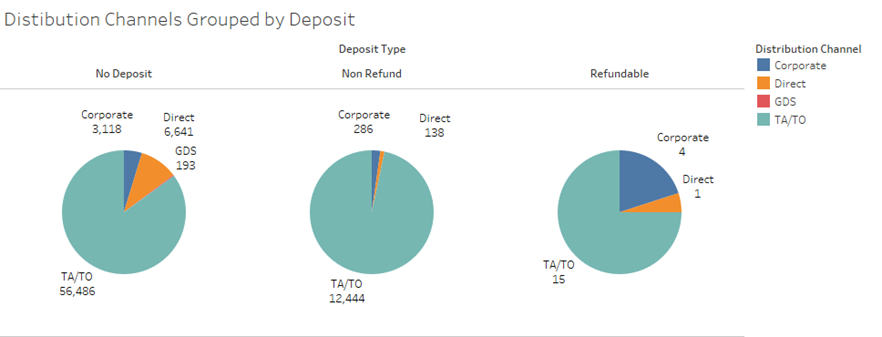 Distibution Channels Grouped by Deposit
Deposit Type
No Deposit
Non Refund
Refundable
Corporate
3,118
Direct
6,641
GDS
193
TA/TO
56,486
Corporate
286
Direct
138
TA/TO
12,444
Corporate
4
Direct
1
TA/TO
15
Distribution Channel
Corporate
Direct
GDS
TA/TO